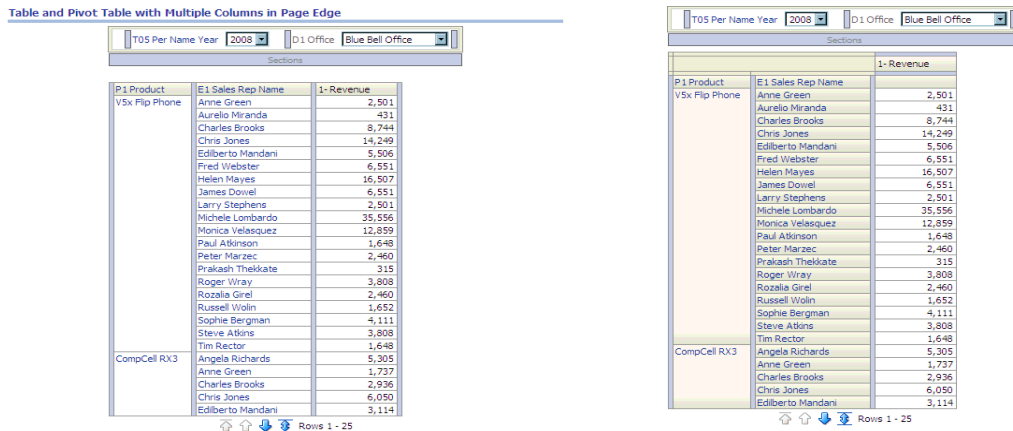 Table and Pivot Table with Multiple Columns in Page Edge
T05 Per Name Year 2008 D1 Office Blue Bell Office
Sections
P1 Product E1 Sales Rep Name 1- Revenue
V5x Flip Phone Anne Green 2,501
Aurelio Miranda 431
Charles Brooks 8,744
Chris Jones 14,249
Edilberto Mandani 5,506
Fred Webster 6,551
Helen Mayes 16,507
James Dowel 6,551
Larry Stephens 2,501
Michele Lombardo 35,556
Monica Velasquez 12,859
Paul Atkinson 1,648
Peter Marzec 2,460
Prakash Thekkate 315
Roger Wray 3,808
Rozalia Girel 2,460
Russell Wolin 1,652
Sophie Bergman 4,111
Steve Atkins 3,808
Tim Rector 1,648
CompCell RX3 Angela Richards 5,305
Anne Green 1,737
Charles Brooks 2,936
Chris Jones 6,050
Edilberto Mandani 3,114
Rows 1 - 25
T05 Per Name Year 2008 D1 Office Blue Bell Office
Sections
1- Revenue
P1 Product E1 Sales Rep Name
V5x Flip Phone Anne Green 2,501
Aurelio Miranda 431
Charles Brooks 8,744
Chris Jones 14,249
Edilberto Mandani 5,506
Fred Webster 6,551
Helen Mayes 16,507
James Dowel 6,551
Larry Stephens 2,501
Michele Lombardo 35,556
Monica Velasquez 12,859
Paul Atkinson 1,648
Peter Marzec 2,460
Prakash Thekkate 315
Roger Wray 3,808
Rozalia Girel 2,460
Russell Wolin 1,652
Sophie Bergman 4,111
Steve Atkins 3,808
Tim Rector 1,648
CompCell RX3 Angela Richards 5,305
Anne Green 1,737
Charles Brooks 2,936
Chris Jones 6,050
Edilberto Mandani 3,114
Rows 1 - 25